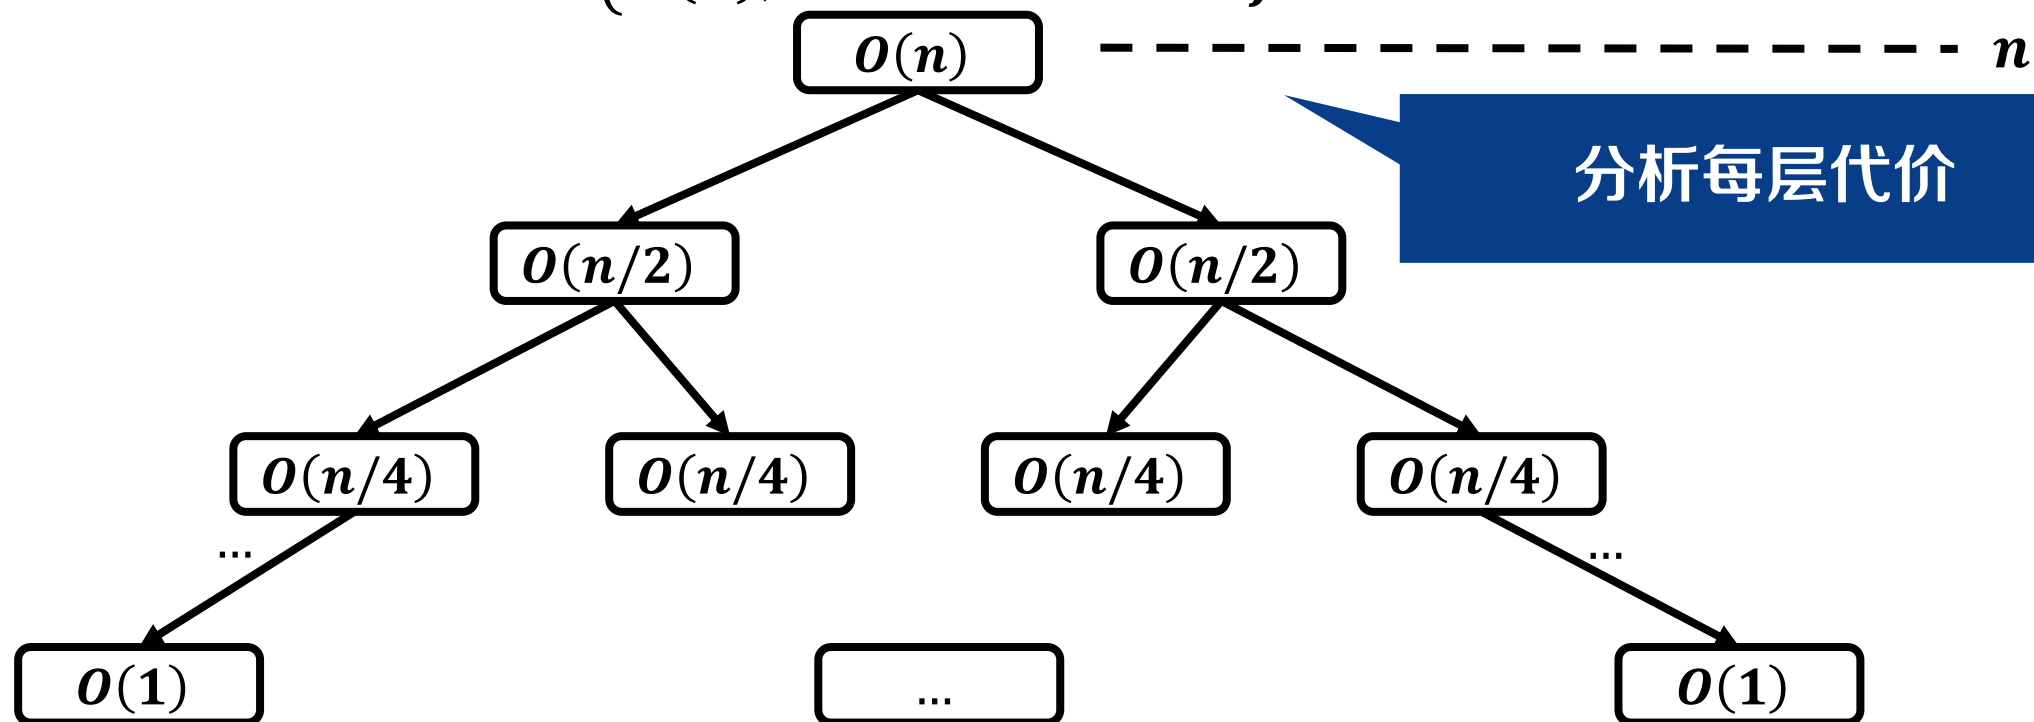 O(n) n
分析每层代价
O(n/2) O(n/2)
O(n/4) O(n/4) O(n/4) O(n/4)
... ...
O(1) ... O(1)